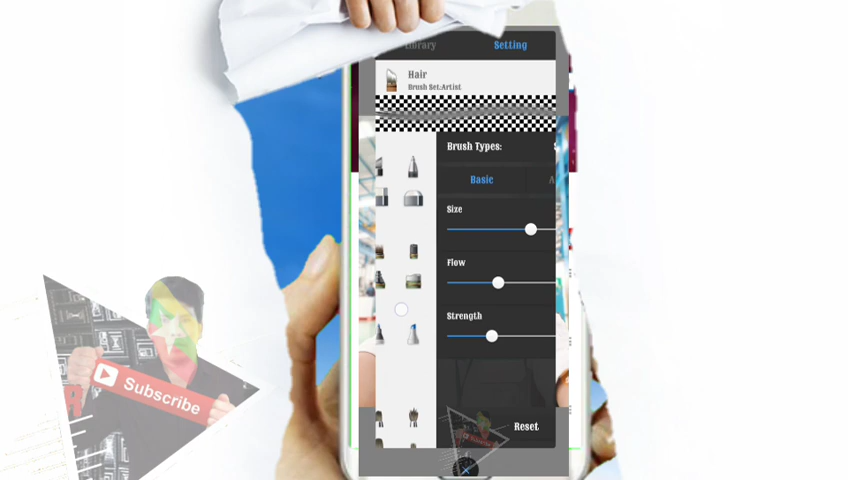 Library
Setting
Hair
Brush Set:Artist
Brush Types:
Basic
Size
Flow
Strength
Reset
Subscribe